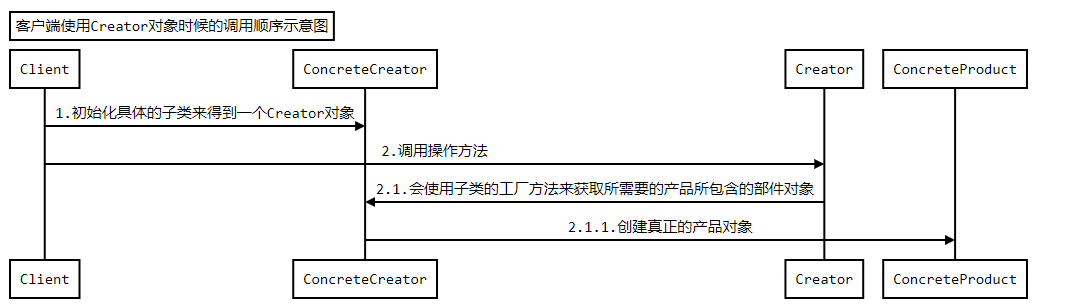 客户端使用Creator对象时候的调用顺序示意图
Client
ConcreteCreator
Creator
ConcreteProduct
1.初始化具体的子类来得到一个Creator对象
2.调用操作方法
2.1.会使用子类的工厂方法来获取所需要的产品所包含的部件对象
2.1.1.创建真正的产品对象
Client
ConcreteCreator
Creator
ConcreteProduct